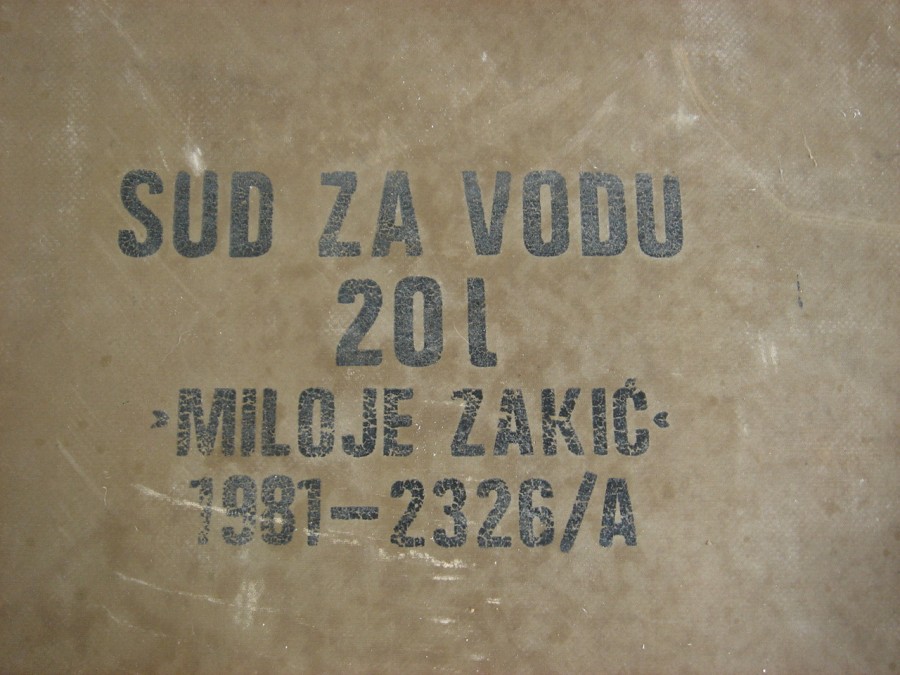 SUD ZA VODU
20 l
›MiLOJE ZAKIĆ‹
1981–2326/A